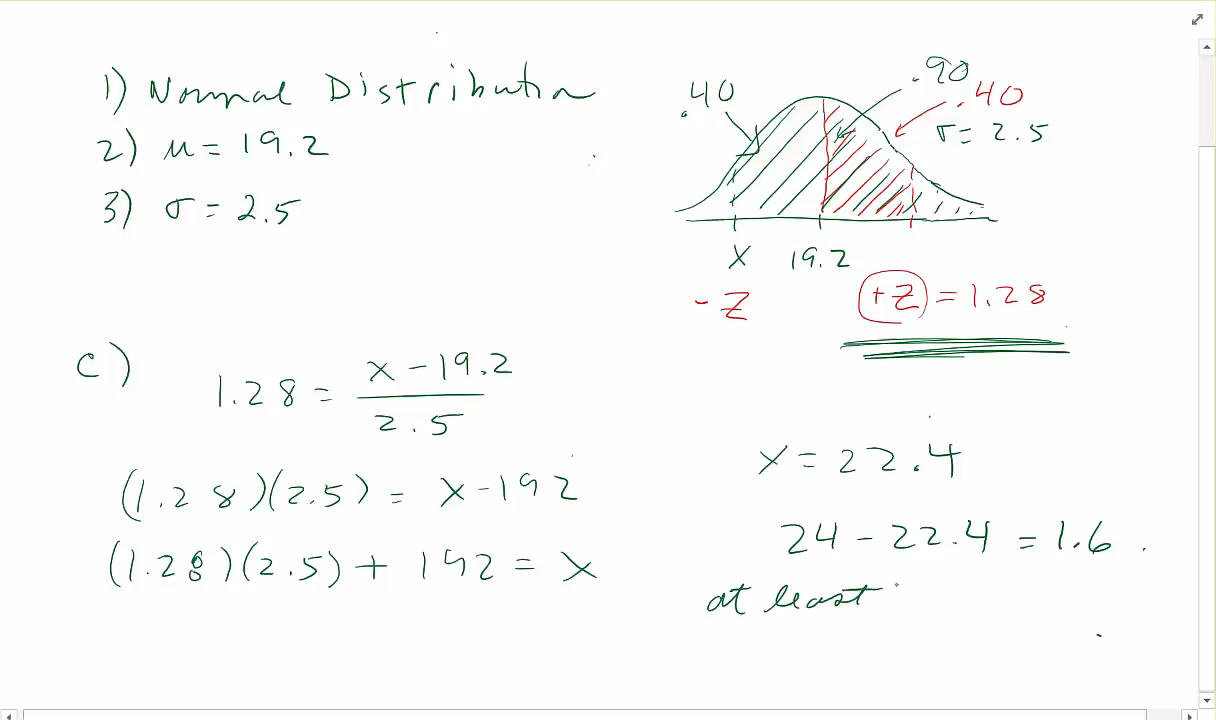 1) Normal Distribution
2) μ = 19.2
3) σ = 2.5
.40
.90
.40
σ = 2.5
X 19.2
-Z
+Z = 1.28
c)
1.28 = (x - 19.2) / 2.5
(1.28)(2.5) = x - 192
(1.28)(2.5) + 192 = x
x = 22.4
24 - 22.4 = 1.6
at least